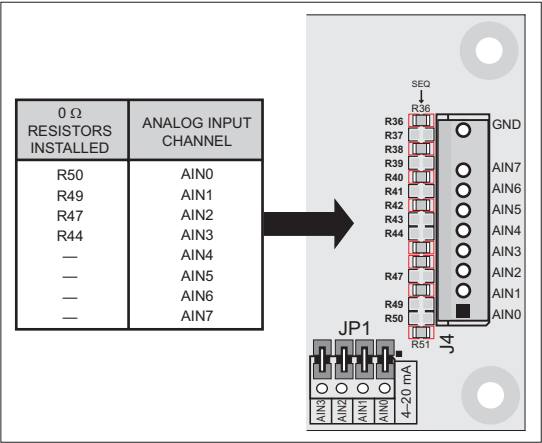 0 Ω
RESISTORS
INSTALLED
ANALOG INPUT
CHANNEL
R50 AIN0
R49 AIN1
R47 AIN2
R44 AIN3
— AIN4
— AIN5
— AIN6
— AIN7
SEQ
R36
R36
R37
R38
R39
R40
R41
R42
R43
R44
R47
R49
R50
R51
GND
AIN7
AIN6
AIN5
AIN4
AIN3
AIN2
AIN1
AIN0
J4
JP1
AIN3
AIN2
AIN1
AIN0
4–20 mA